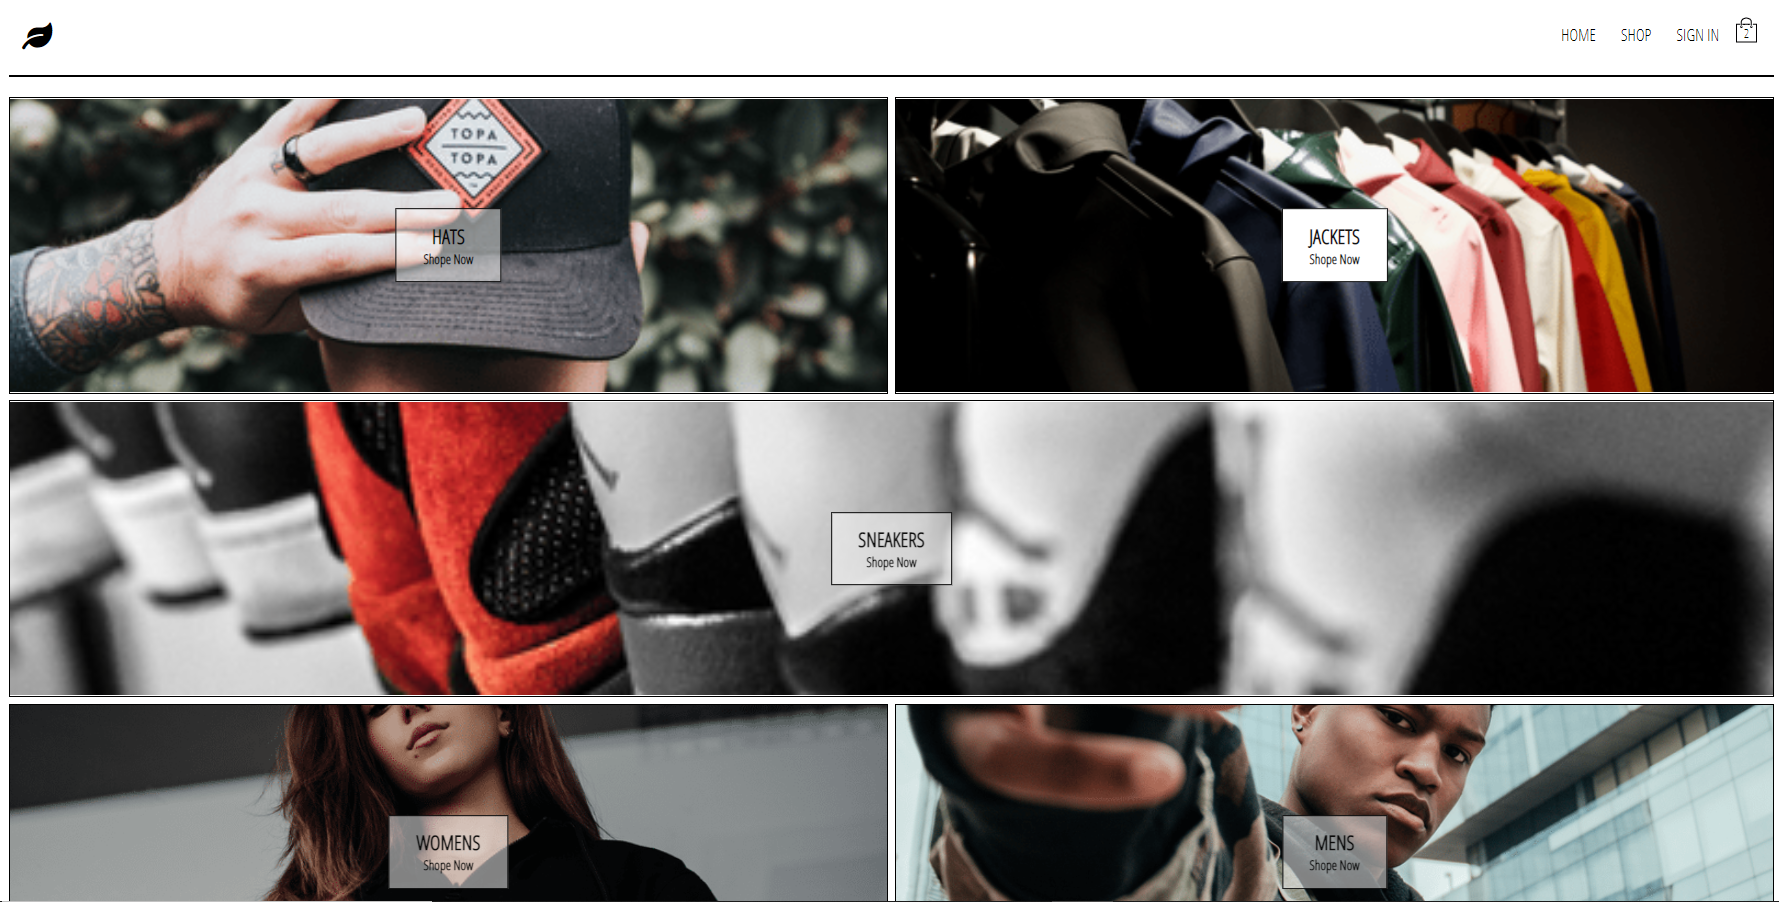 HOME SHOP SIGN IN 2
TOPA
TOPA
HATS
Shope Now
JACKETS
Shope Now
SNEAKERS
Shope Now
WOMENS
Shope Now
MENS
Shope Now